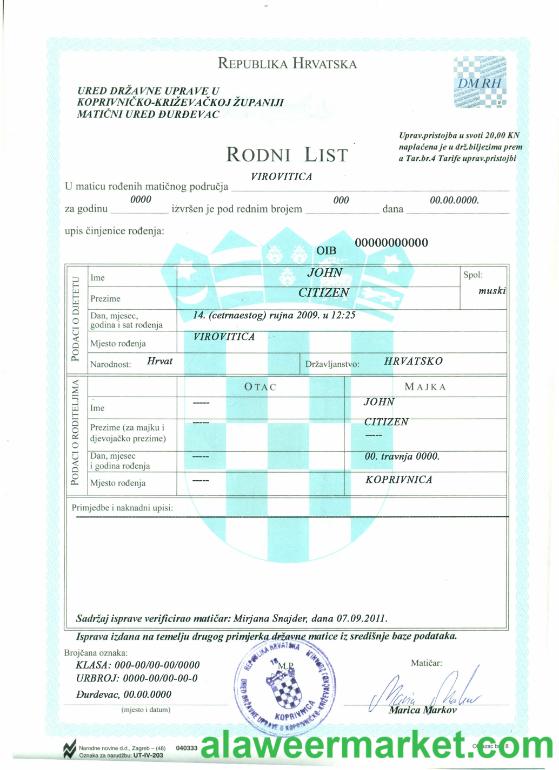 REPUBLIKA HRVATSKA
URED DRŽAVNE UPRAVE U
KOPRIVNIČKO-KRIŽEVAČKOJ ŽUPANIJI
MATIČNI URED ĐURĐEVAC
DM RH
Uprav.pristojba u svoti 20,00 KN
naplaćena je u drž.biljezima prem
a Tar.br.4 Tarife uprav.pristojbi
RODNI LIST
VIROVITICA
U maticu rođenih matičnog područja
0000 000 00.00.0000.
za godinu izvršen je pod rednim brojem dana
upis činjenice rođenja:
OIB 00000000000
PODACI O DJETETU
Ime JOHN Spol:
Prezime CITIZEN muski
Dan, mjesec, 14. (cetrnaestog) rujna 2009. u 12:25
godina i sat rođenja
Mjesto rođenja VIROVITICA
Narodnost: Hrvat Državljanstvo: HRVATSKO
PODACI O RODITELJIMA
OTAC MAJKA
Ime ----- JOHN
Prezime (za majku i ----- CITIZEN
djevojačko prezime) -----
Dan, mjesec ----- 00. travnja 0000.
i godina rođenja
Mjesto rođenja ----- KOPRIVNICA
Primjedbe i naknadni upisi:
Sadržaj isprave verificirao matičar: Mirjana Snajder, dana 07.09.2011.
Isprava izdana na temelju drugog primjerka državne matice iz središnje baze podataka.
Brojčana oznaka:
KLASA: 000-00/00-00/0000
URBROJ: 0000-00/00-00-0
Đurđevac, 00.00.0000
(mjesto i datum)
M.P.
REPUBLIKA HRVATSKA
URED DRŽAVNE UPRAVE U KOPRIVNIČKO-KRIŽEVAČKOJ
KOPRIVNICA
Matičar:
Marica Markov
Narodne novine d.d., Zagreb – (46) 040333
Oznaka za narudžbu: UT-IV-203
alaweermarket.com